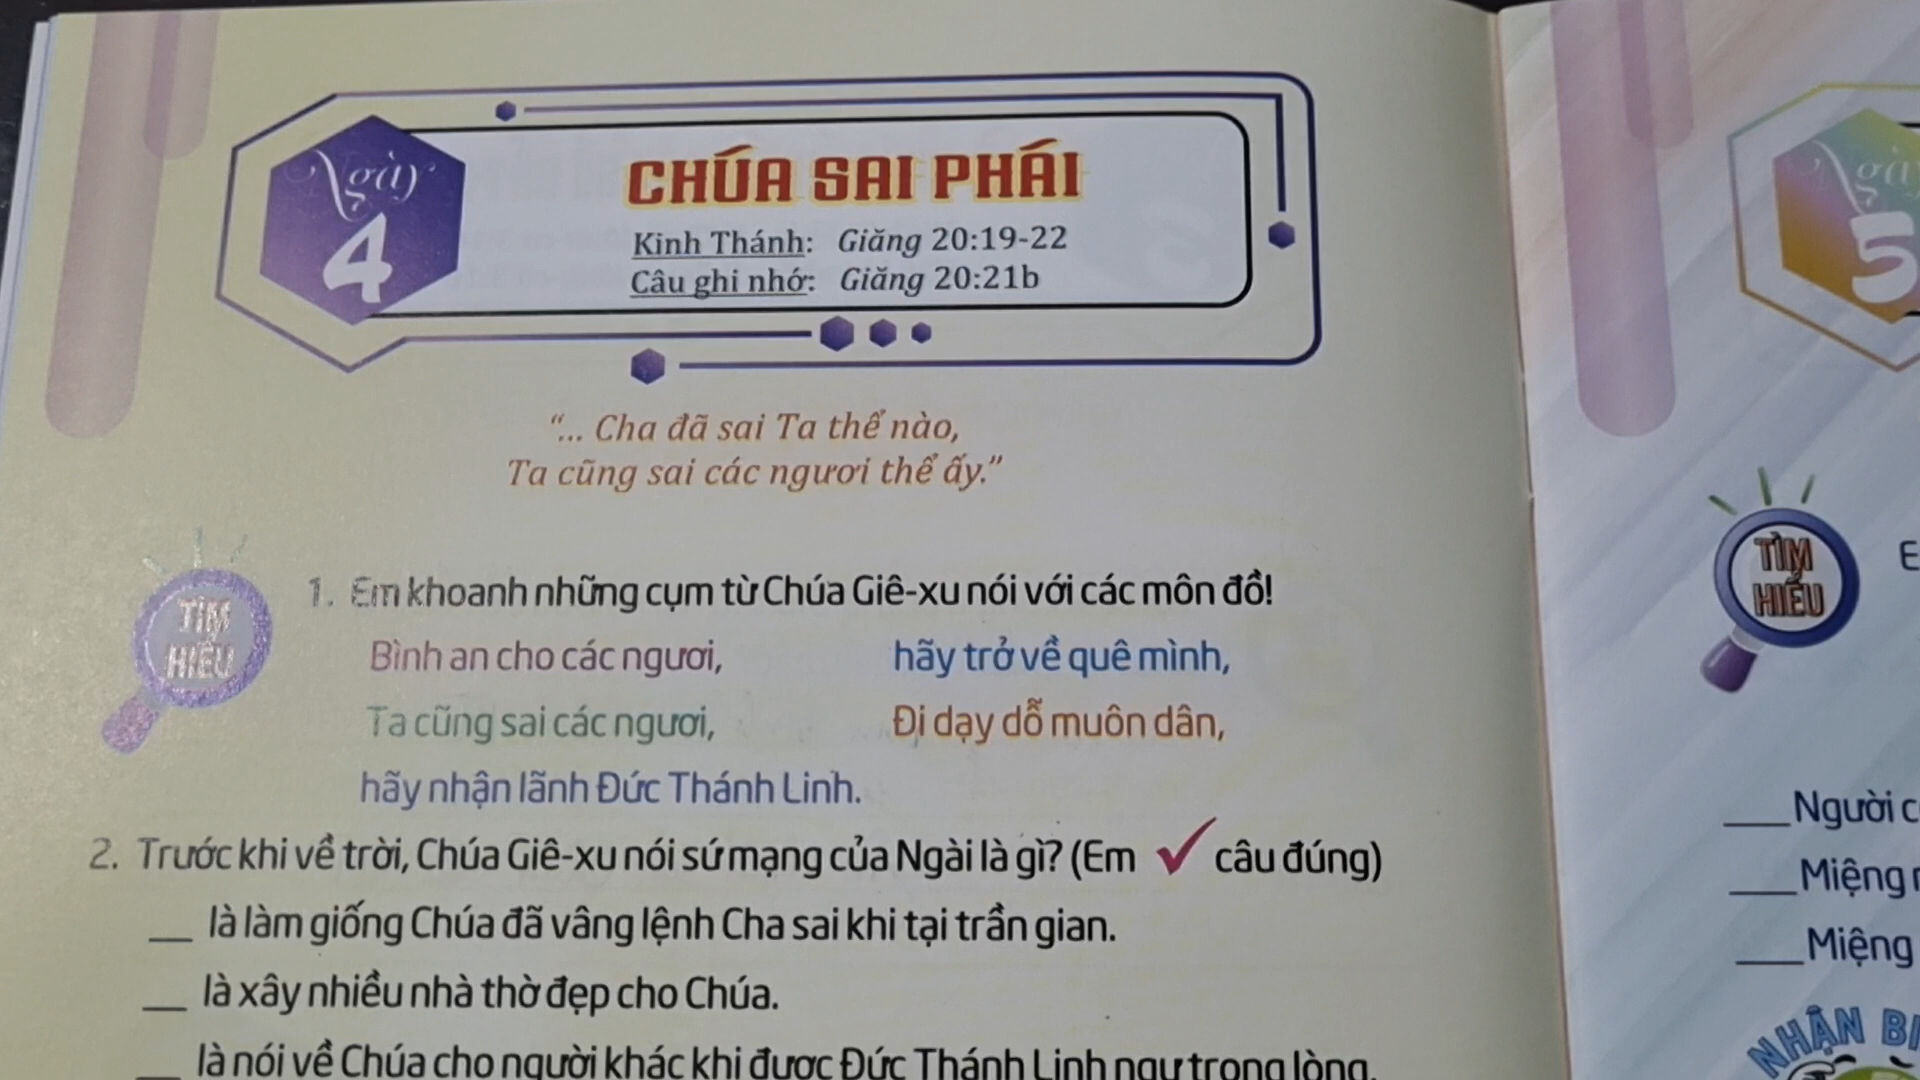 Ngày
4
CHÚA SAI PHÁI
Kinh Thánh: Giăng 20:19-22
Câu ghi nhớ: Giăng 20:21b
“... Cha đã sai Ta thể nào,
Ta cũng sai các ngươi thể ấy.”
TÌM
HIỂU
1. Em khoanh những cụm từ Chúa Giê-xu nói với các môn đồ!
Bình an cho các ngươi, hãy trở về quê mình,
Ta cũng sai các ngươi, Đi dạy dỗ muôn dân,
hãy nhận lãnh Đức Thánh Linh.
2. Trước khi về trời, Chúa Giê-xu nói sứ mạng của Ngài là gì? (Em ✓ câu đúng)
__ là làm giống Chúa đã vâng lệnh Cha sai khi tại trần gian.
__ là xây nhiều nhà thờ đẹp cho Chúa.
__ là nói về Chúa cho người khác khi được Đức Thánh Linh ngự trong lòng.
5
TÌM
HIỂU
___Người
___Miệng
___Miệng
NHẬN